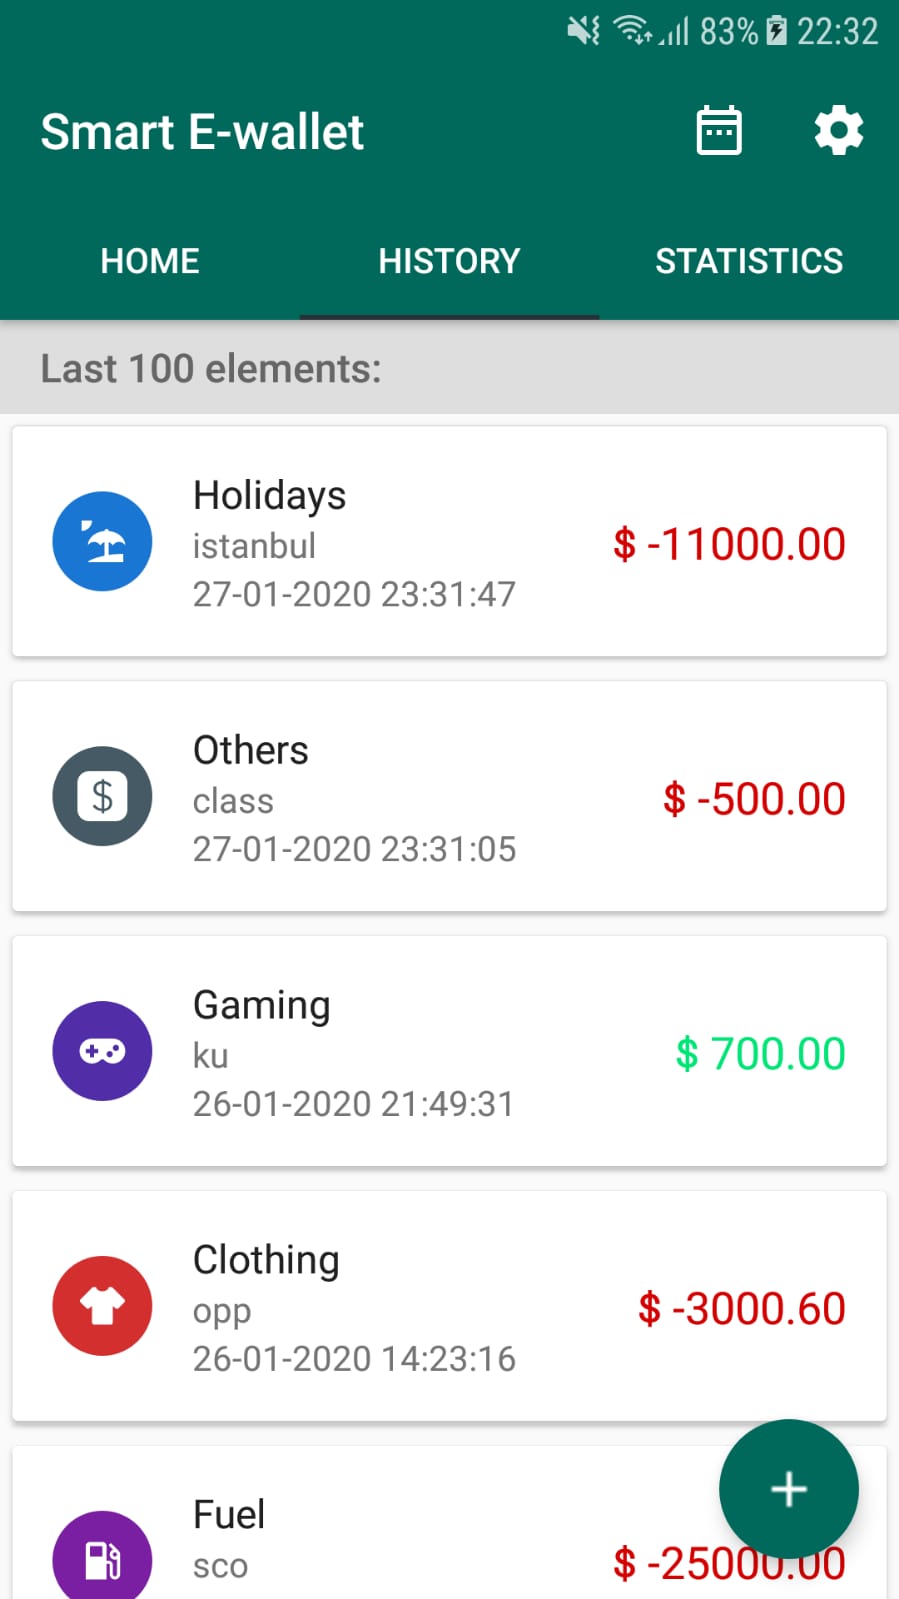 83% 22:32
Smart E-wallet
HOME HISTORY STATISTICS
Last 100 elements:
Holidays
istanbul
$ -11000.00
27-01-2020 23:31:47
Others
class
$ -500.00
27-01-2020 23:31:05
Gaming
ku
$ 700.00
26-01-2020 21:49:31
Clothing
opp
$ -3000.60
26-01-2020 14:23:16
Fuel
sco
$ -25000.00